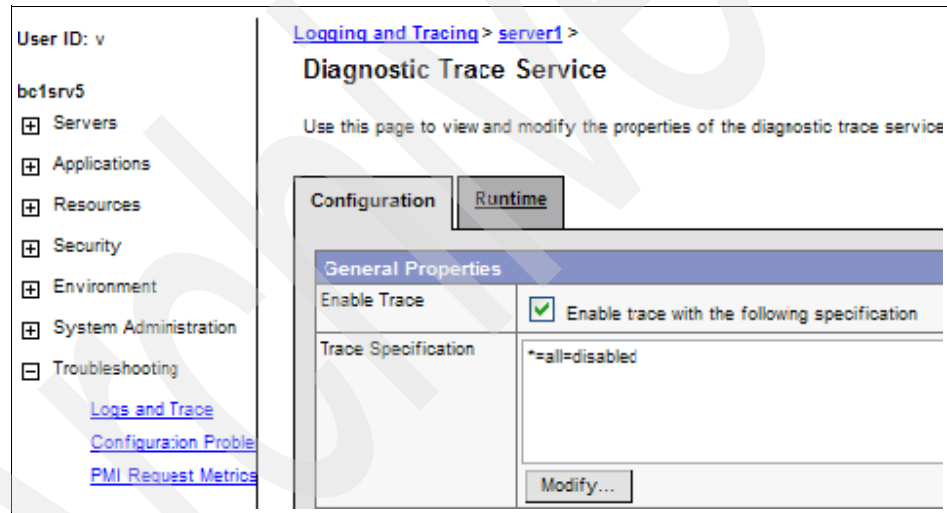 User ID: v
bc1srv5
Servers
Applications
Resources
Security
Environment
System Administration
Troubleshooting
Logs and Trace
Configuration Proble
PMI Request Metrics
Logging and Tracing > server1 >
Diagnostic Trace Service
Use this page to view and modify the properties of the diagnostic trace service
Configuration
Runtime
General Properties
Enable Trace
Enable trace with the following specification
Trace Specification
*=all=disabled
Modify...